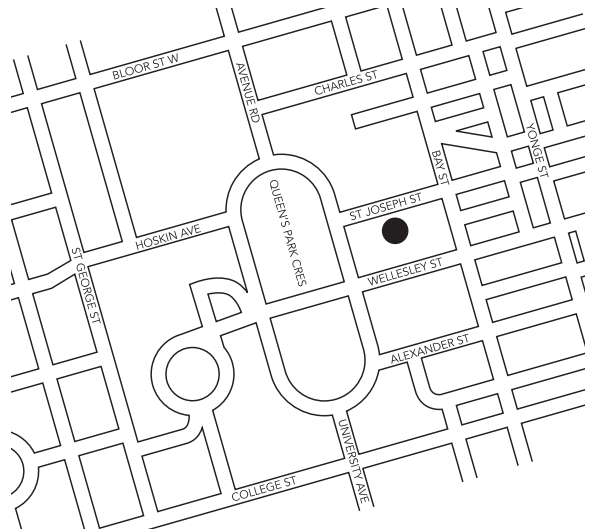 BLOOR ST W
AVENUE RD
CHARLES ST
YONGE ST
BAY ST
QUEEN'S PARK CRES
ST JOSEPH ST
HOSKIN AVE
ST GEORGE ST
WELLESLEY ST
ALEXANDER ST
UNIVERSITY AVE
COLLEGE ST